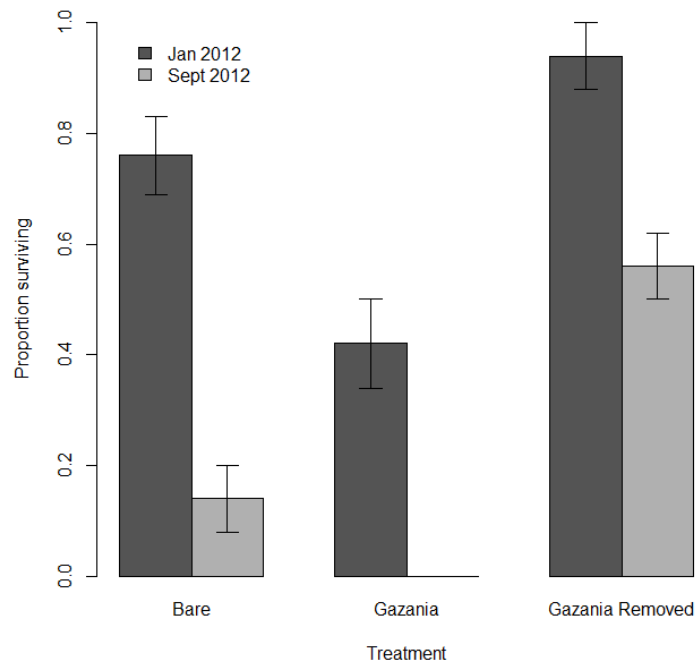 Jan 2012
Sept 2012
1.0
0.8
0.6
0.4
0.2
0.0
Proportion surviving
Bare Gazania Gazania Removed
Treatment